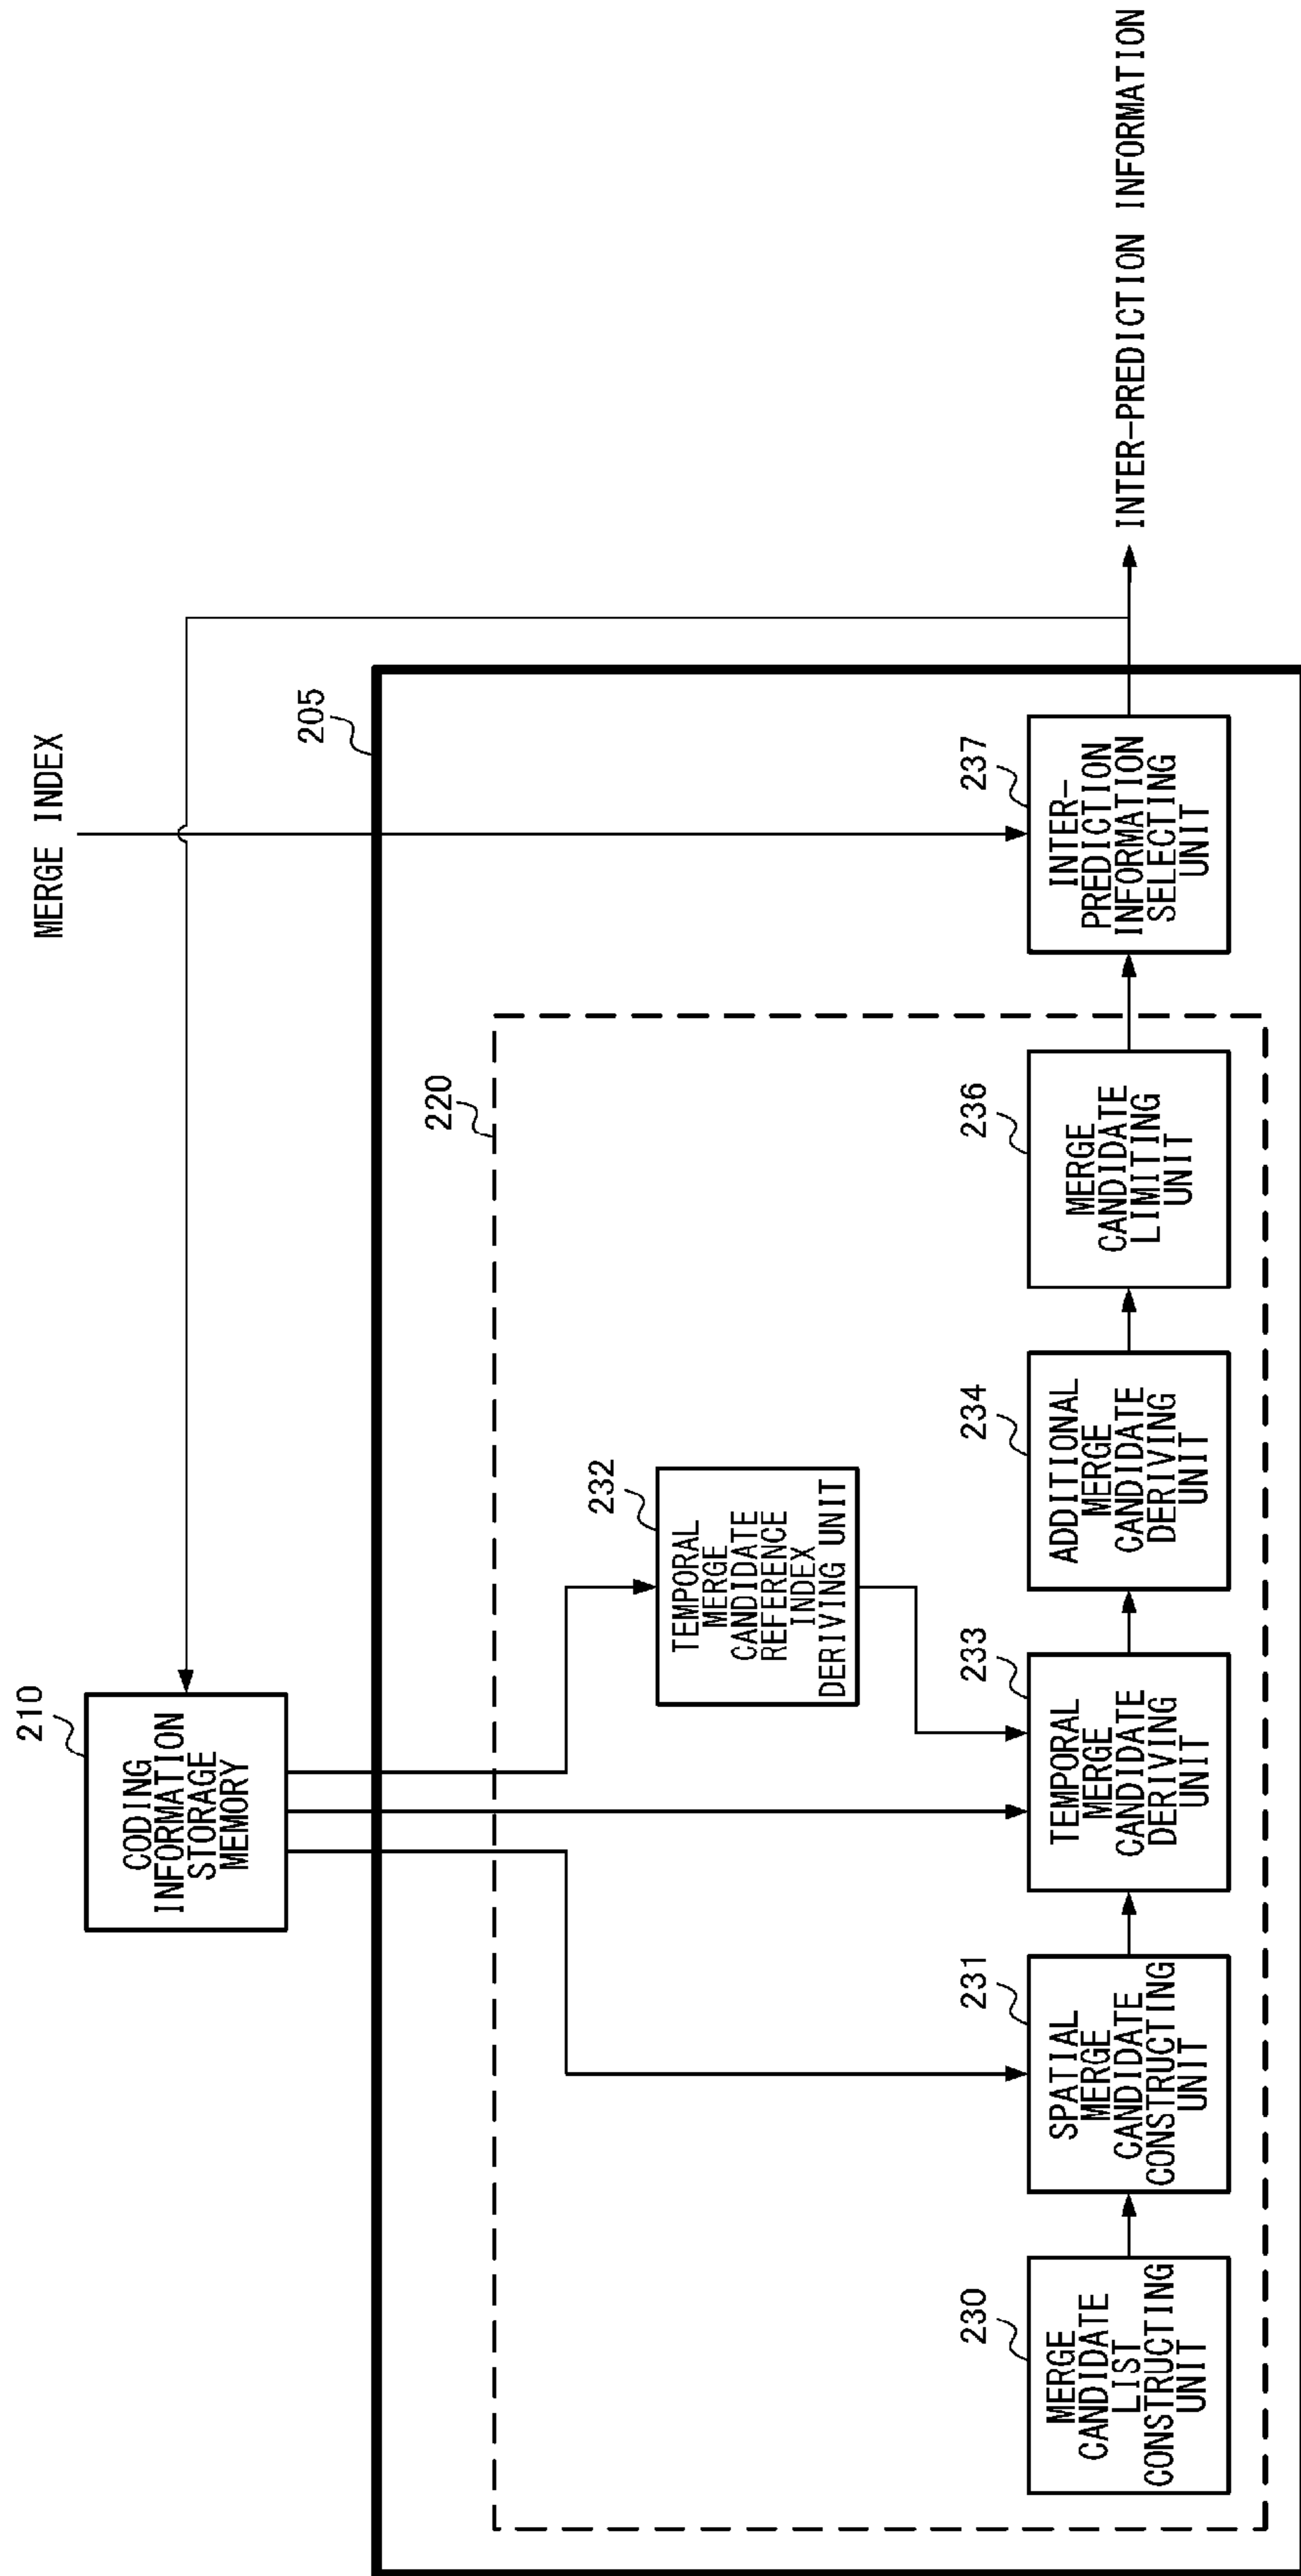 MERGE INDEX
210
CODING
INFORMATION
STORAGE
MEMORY
205
220
232
TEMPORAL
MERGE
CANDIDATE
REFERENCE
INDEX
DERIVING UNIT
230
MERGE
CANDIDATE
LIST
CONSTRUCTING
UNIT
231
SPATIAL
MERGE
CANDIDATE
CONSTRUCTING
UNIT
233
TEMPORAL
MERGE
CANDIDATE
DERIVING
UNIT
234
ADDITIONAL
MERGE
CANDIDATE
DERIVING
UNIT
236
MERGE
CANDIDATE
LIMITING
UNIT
237
INTER-
PREDICTION
INFORMATION
SELECTING
UNIT
INTER-PREDICTION INFORMATION